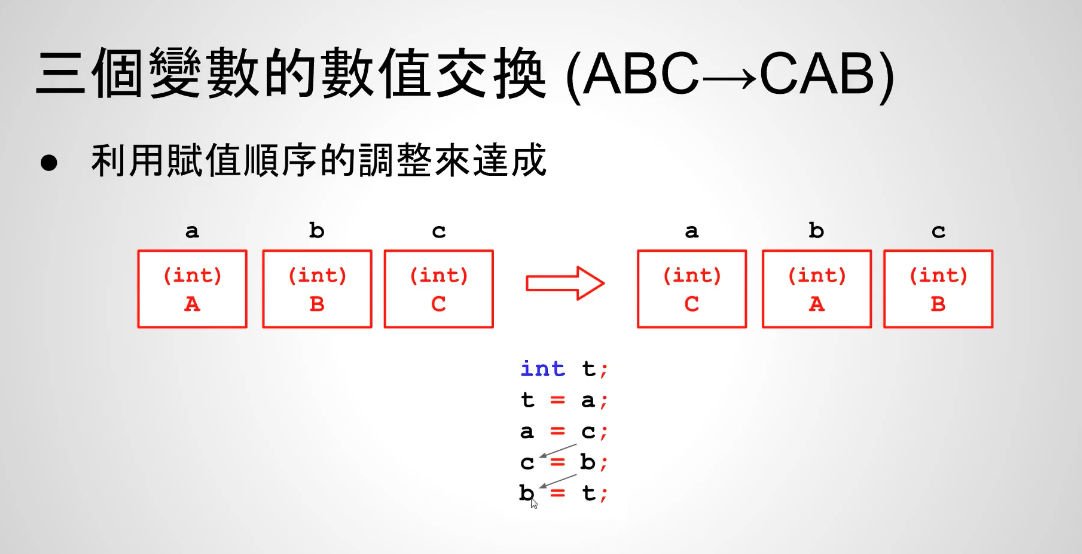 三個變數的數值交換 (ABC→CAB)
● 利用賦值順序的調整來達成
a b c a b c
(int) (int) (int) (int) (int) (int)
A B C C A B
int t;
t = a;
a = c;
c = b;
b = t;